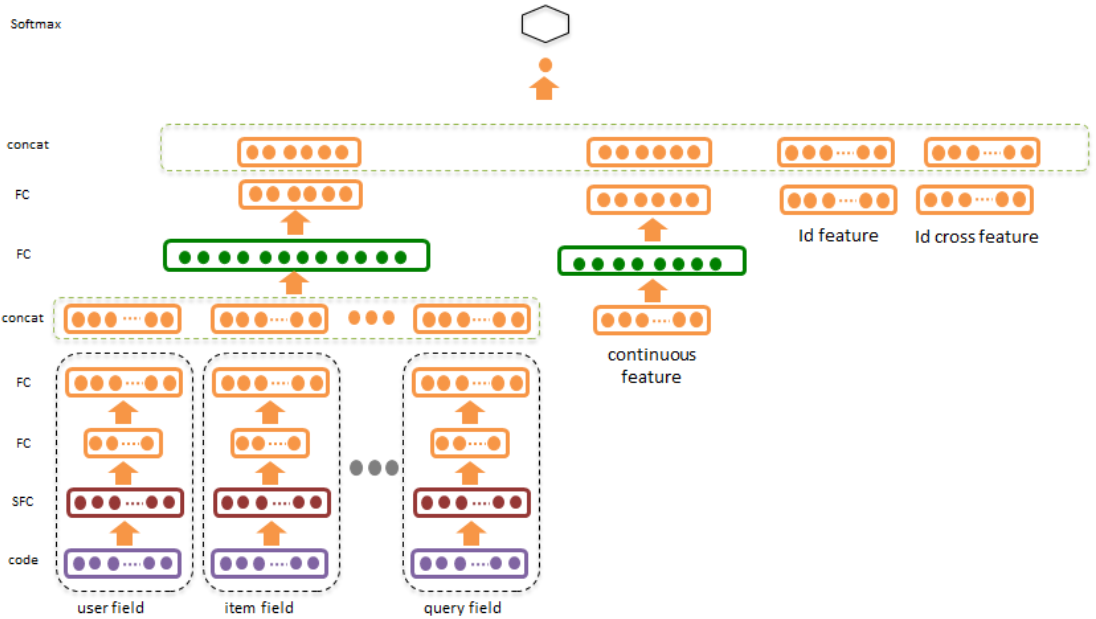 Softmax
concat
FC
Id feature
Id cross feature
FC
concat
continuous
feature
FC
FC
SFC
code
user field
item field
query field